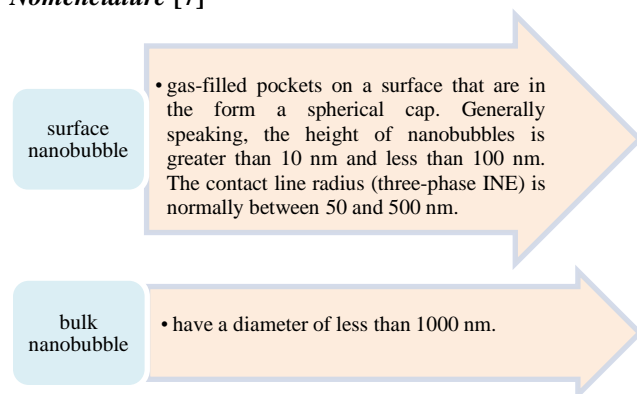 Nomenclature [7]
surface
nanobubble
• gas-filled pockets on a surface that are in
the form a spherical cap. Generally
speaking, the height of nanobubbles is
greater than 10 nm and less than 100 nm.
The contact line radius (three-phase INE) is
normally between 50 and 500 nm.
bulk
nanobubble
• have a diameter of less than 1000 nm.